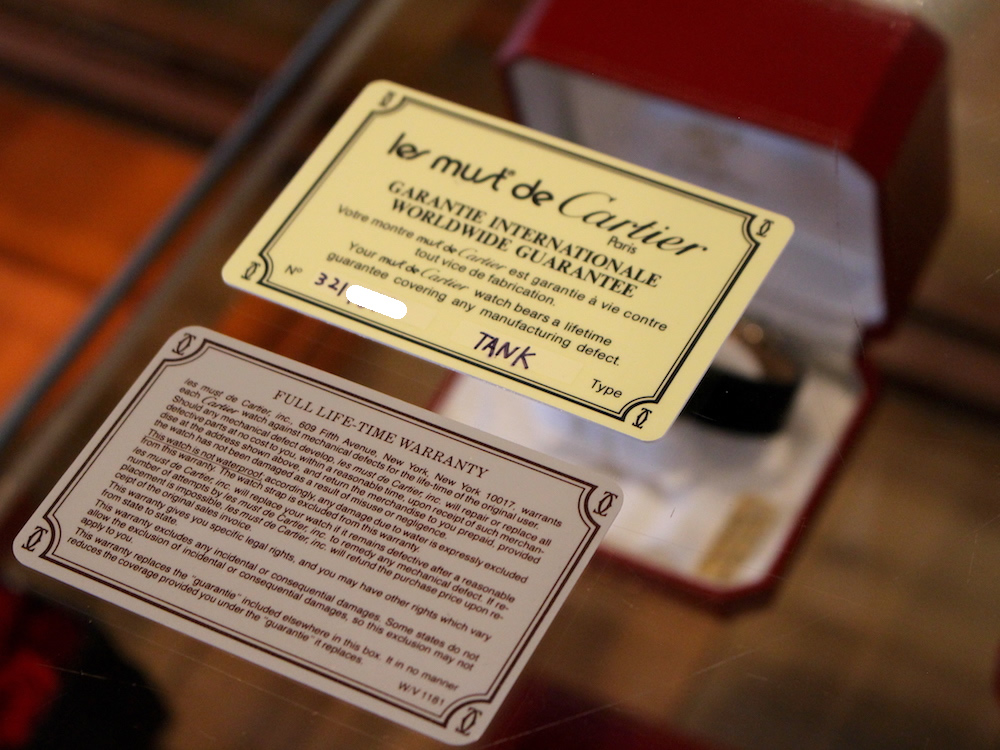 les must de Cartier
Paris
GARANTIE INTERNATIONALE
WORLDWIDE GUARANTEE
Votre montre must de Cartier est garantie à vie contre
tout vice de fabrication.
Your must de Cartier watch bears a lifetime
guarantee covering any manufacturing defect.
Nº 321
TANK
Type
FULL LIFE-TIME WARRANTY
les must de Cartier, inc., 609 Fifth Avenue, New York, New York 10017, warrants
each Cartier watch against mechanical defects for the life-time of the original user.
Should any mechanical defect develop, les must de Cartier, inc. will repair or replace all
defective parts at no cost to you, within a reasonable time, upon receipt of such merchan-
dise at the address shown above, and return the merchandise to you prepaid, provided
the watch has not been damaged as a result of misuse or negligence.
This watch is not waterproof accordingly, any damage due to water is expressly excluded
from this warranty. The watch strap is excluded from this warranty.
les must de Cartier, inc. will replace your watch if it remains defective after a reasonable
number of attempts by les must de Cartier, inc. to remedy any mechanical defect. If re-
placement is impossible, les must de Cartier, inc. will refund the purchase price upon re-
ceipt of the original sales invoice.
This warranty gives you specific legal rights, and you may have other rights which vary
from state to state.
This warranty excludes any incidental or consequential damages. Some states do not
allow the exclusion of incidental or consequential damages, so this exclusion may not
apply to you.
This warranty replaces the "guarantie" included elsewhere in this box. It in no manner
reduces the coverage provided you under the "guarantie" it replaces.
W/V 1181